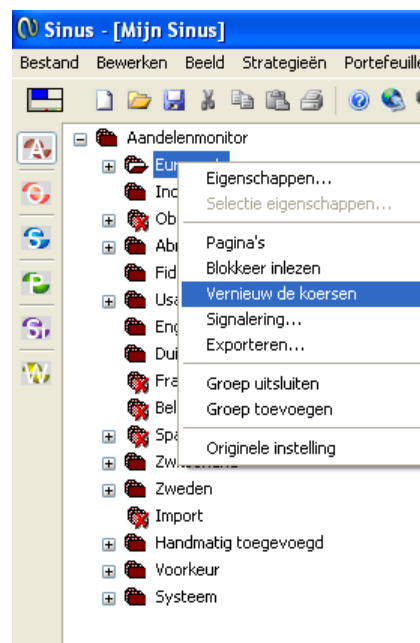 Sinus - [Mijn Sinus]
Bestand Bewerken Beeld Strategieën
Aandelenmonitor
Eigenschappen...
Selectie eigenschappen...
Pagina's
Blokkeer inlezen
Vernieuw de koersen
Signalering...
Exporteren...
Groep uitsluiten
Groep toevoegen
Originele instelling
Zweden
Import
Handmatig toegevoegd
Voorkeur
Systeem